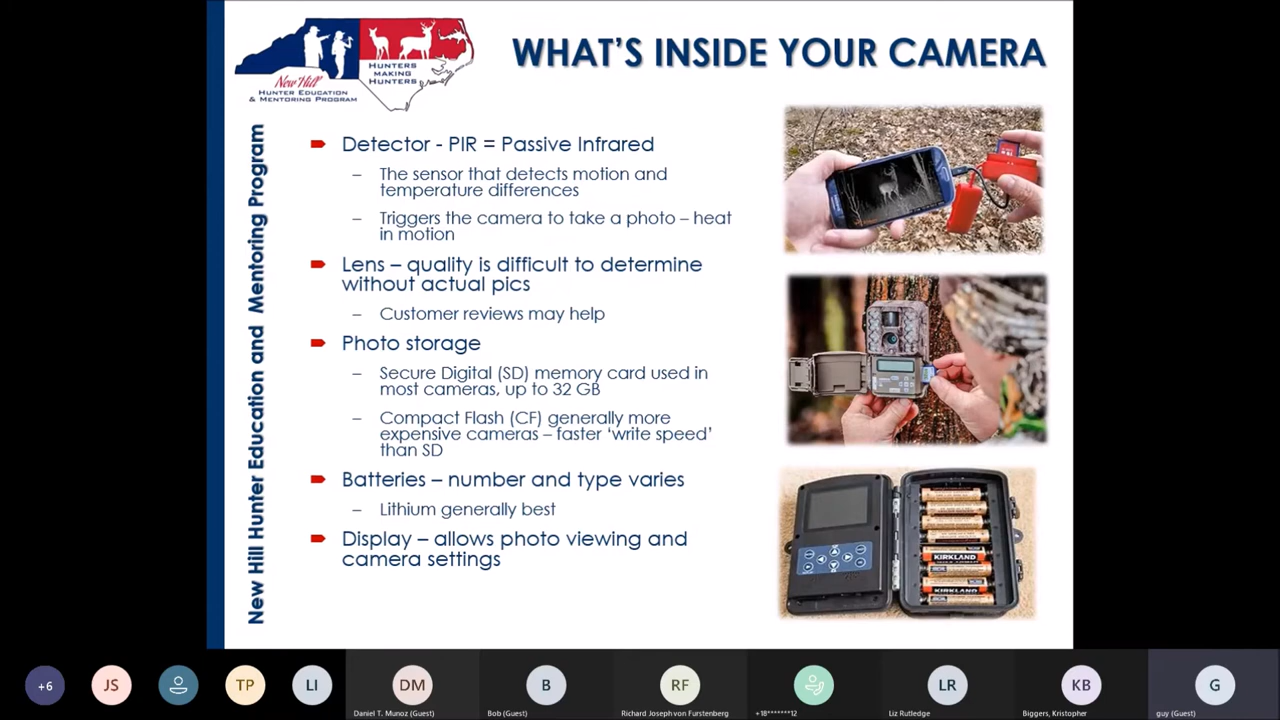 WHAT'S INSIDE YOUR CAMERA
New Hill
HUNTER EDUCATION
& MENTORING PROGRAM
HUNTERS
MAKING
HUNTERS
New Hill Hunter Education and Mentoring Program
Detector - PIR = Passive Infrared
– The sensor that detects motion and
temperature differences
– Triggers the camera to take a photo – heat
in motion
Lens – quality is difficult to determine
without actual pics
– Customer reviews may help
Photo storage
– Secure Digital (SD) memory card used in
most cameras, up to 32 GB
– Compact Flash (CF) generally more
expensive cameras – faster 'write speed'
than SD
Batteries – number and type varies
– Lithium generally best
Display – allows photo viewing and
camera settings
KIRKLAND
KIRKLAND
+6
JS
TP
LI
DM
Daniel T. Munoz (Guest)
B
Bob (Guest)
RF
Richard Joseph von Furstenberg
+18*******12
LR
Liz Rutledge
KB
Biggers, Kristopher
G
guy (Guest)